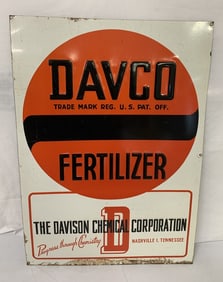 DAVCO
TRADE MARK REG. U.S. PAT. OFF.
FERTILIZER
THE DAVISON CHEMICAL CORPORATION
D
Progress through Chemistry
NASHVILLE 1, TENNESSEE